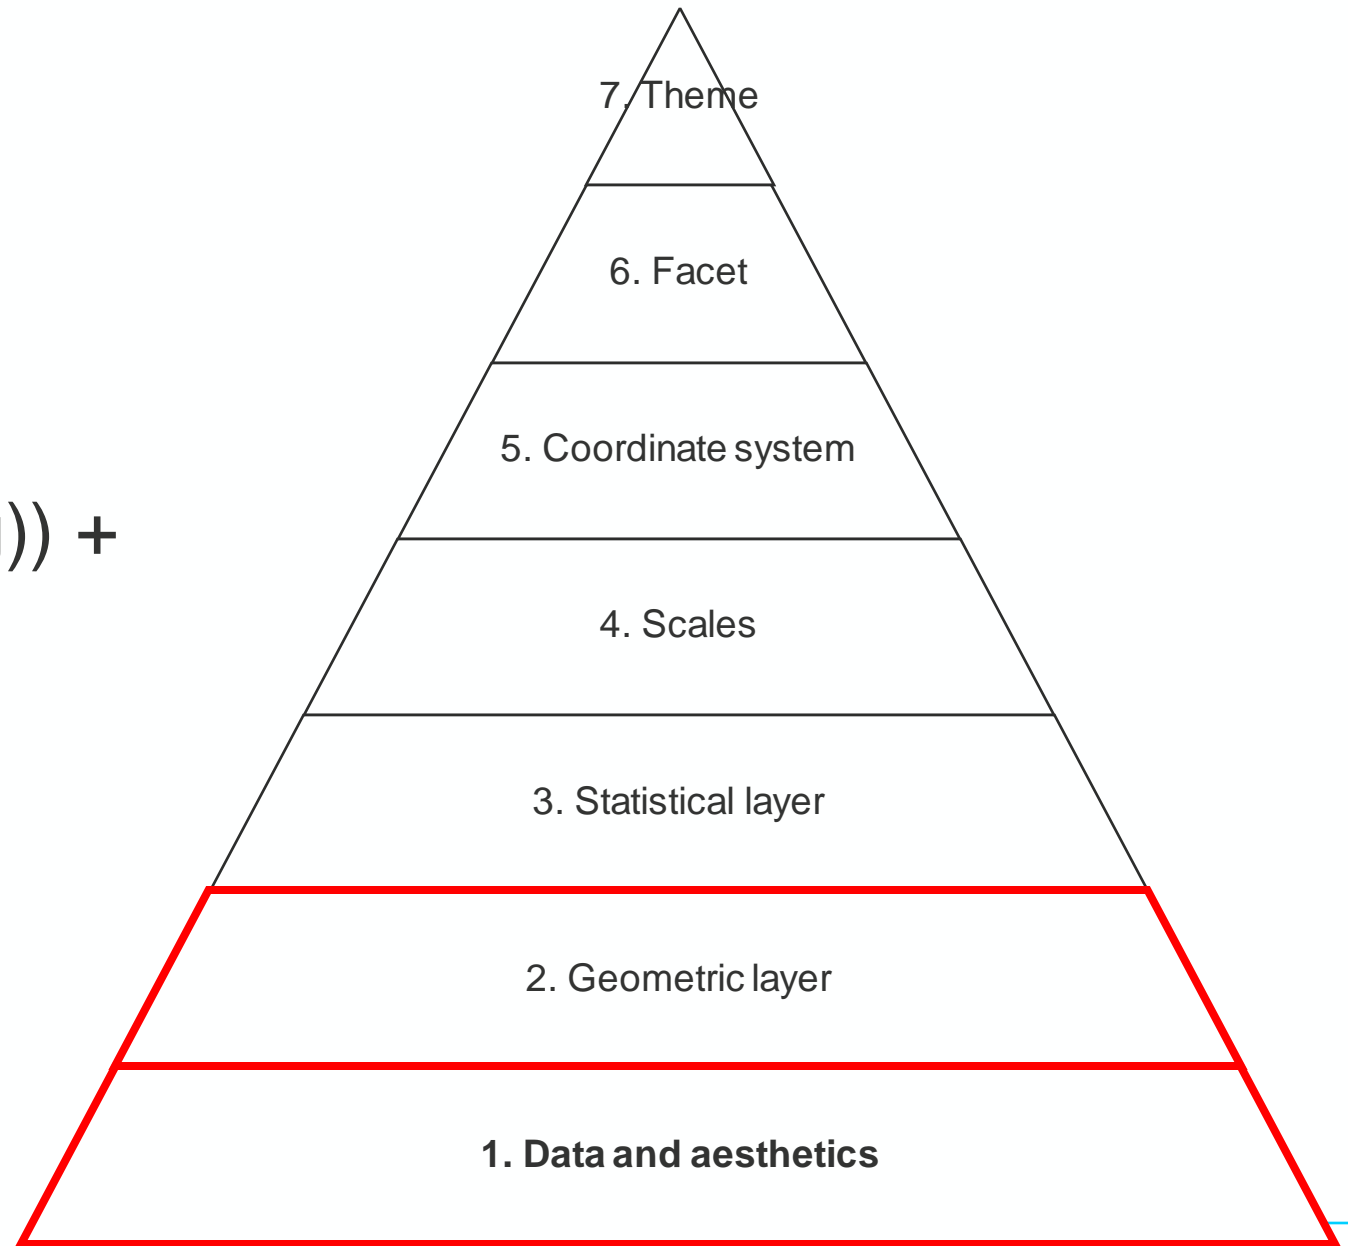 7. Theme
6. Facet
5. Coordinate system
)) +
4. Scales
3. Statistical layer
2. Geometric layer
1. Data and aesthetics